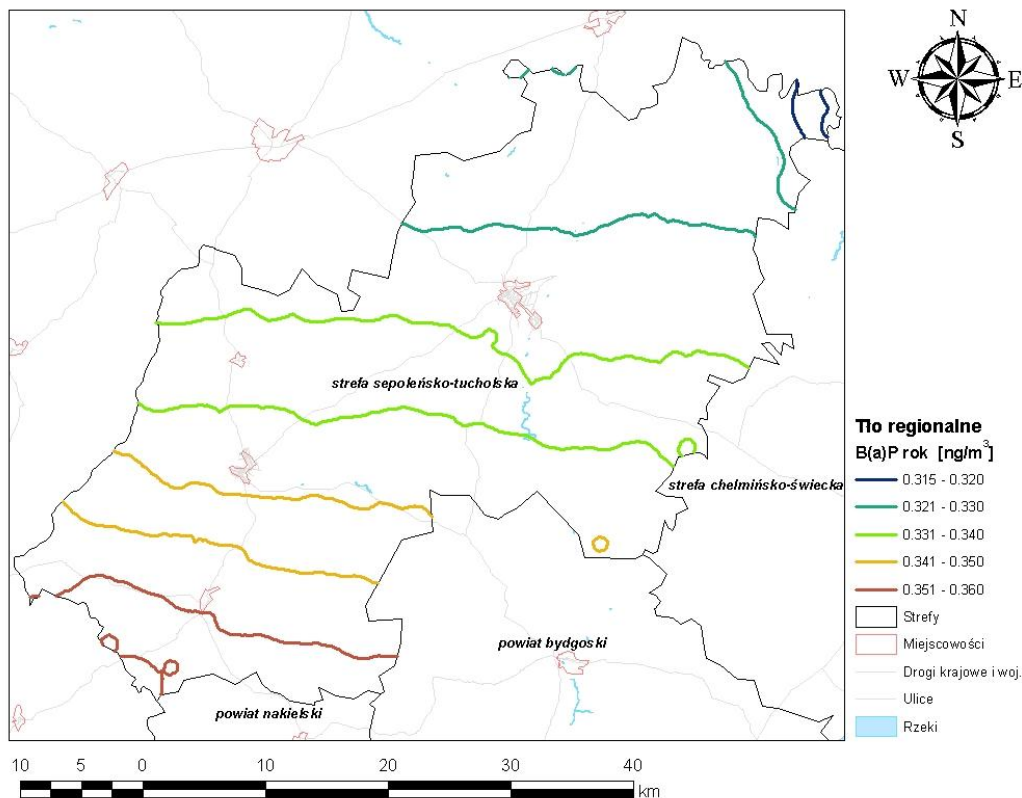 N
W E
S
strefa sepoleńsko-tucholska
strefa chelmińsko-świecka
powiat bydgoski
powiat nakielski
Tło regionalne
B(a)P rok [ng/m³]
0.315 - 0.320
0.321 - 0.330
0.331 - 0.340
0.341 - 0.350
0.351 - 0.360
Strefy
Miejscowości
Drogi krajowe i woj.
Ulice
Rzeki
10 5 0 10 20 30 40
km